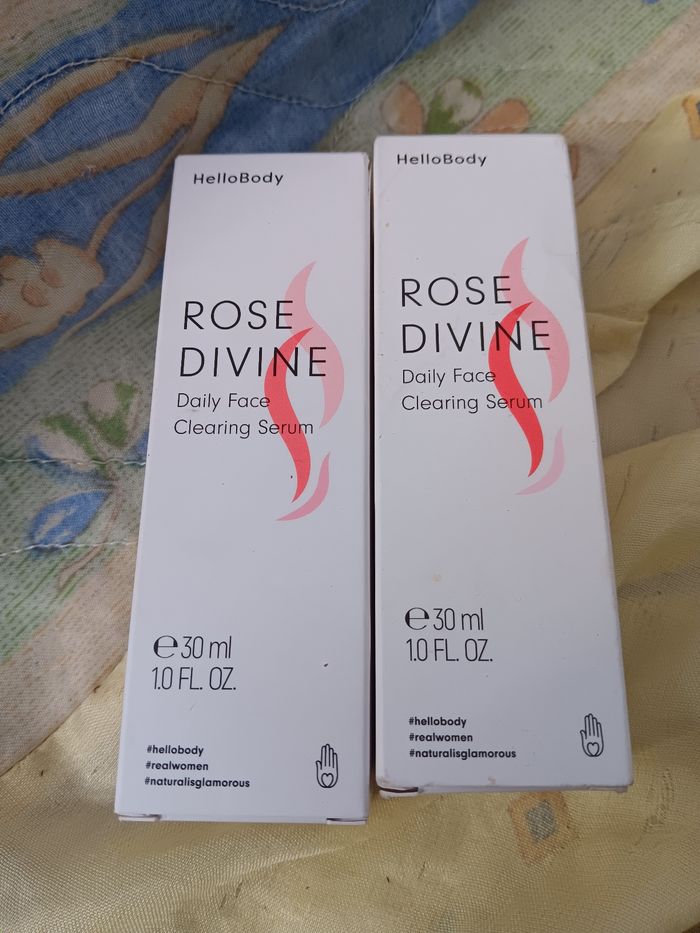 HelloBody
ROSE
DIVINE
Daily Face
Clearing Serum
℮30 ml
1.0 FL. OZ.
#hellobody
#realwomen
#naturalisglamorous
HelloBody
ROSE
DIVINE
Daily Face
Clearing Serum
℮30 ml
1.0 FL. OZ.
#hellobody
#realwomen
#naturalisglamorous